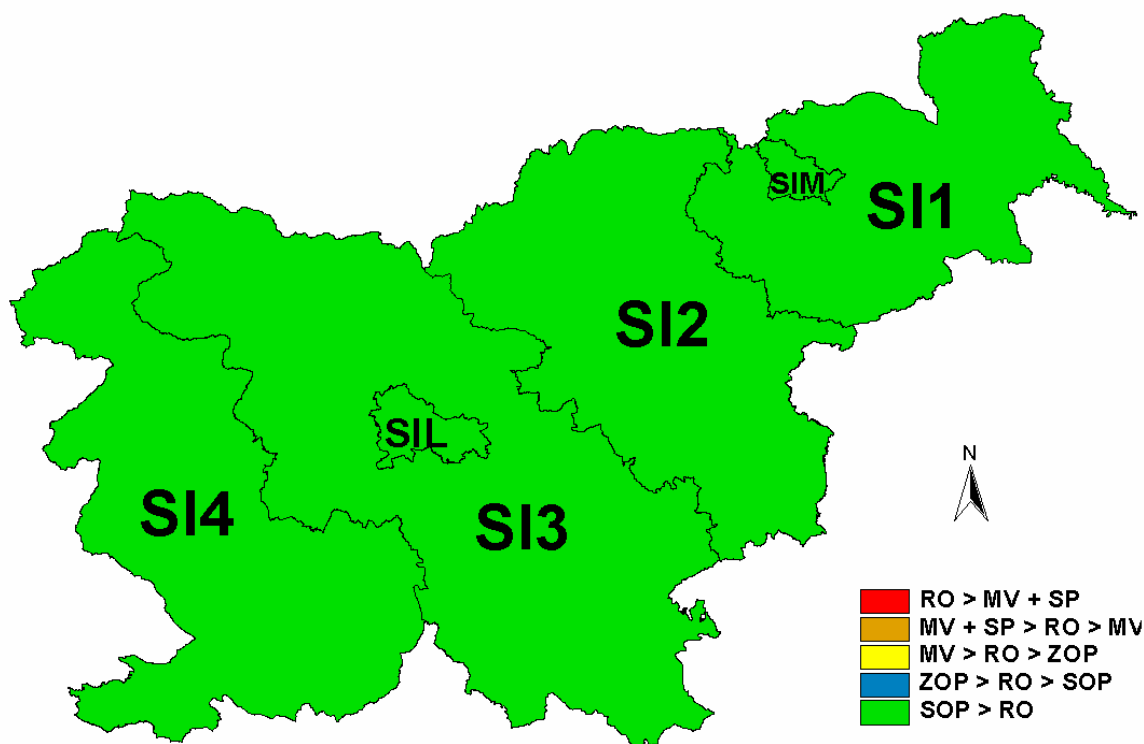 SIM
SI1
SI2
SIL
SI4
SI3
N
RO > MV + SP
MV + SP > RO > MV
MV > RO > ZOP
ZOP > RO > SOP
SOP > RO